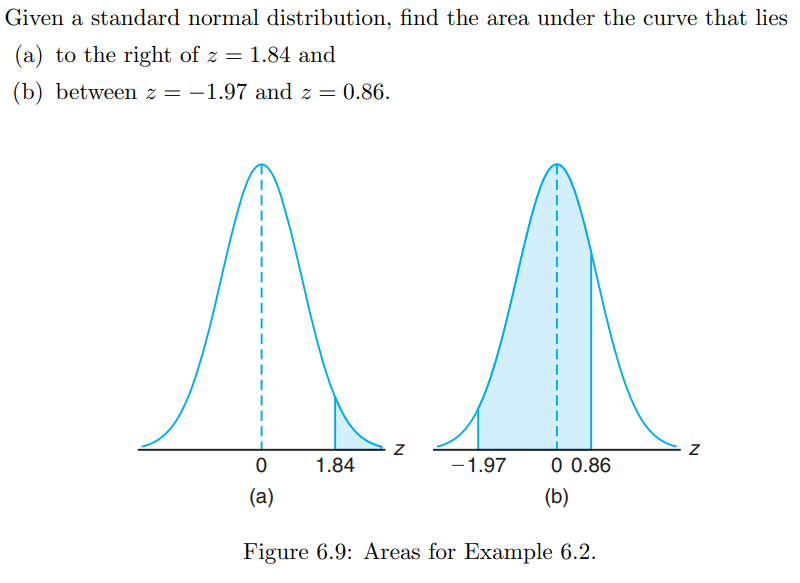 Given a standard normal distribution, find the area under the curve that lies
(a) to the right of z = 1.84 and
(b) between z = −1.97 and z = 0.86.
0 1.84 z
(a)
−1.97 0 0.86 z
(b)
Figure 6.9: Areas for Example 6.2.